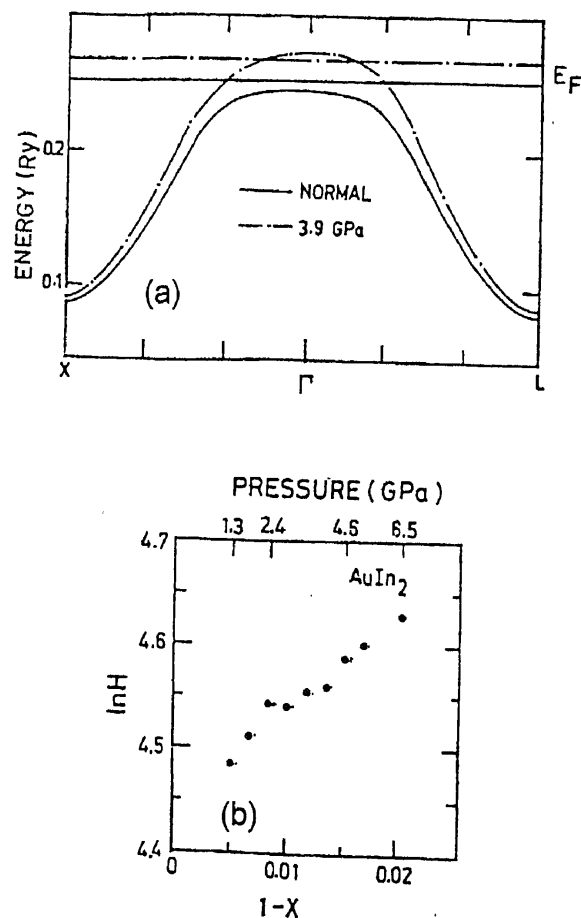 ENERGY (Ry)
0.2
0.1
E_F
NORMAL
3.9 GPa
(a)
X
Γ
L
PRESSURE (GPa)
1.3 2.4 4.5 6.5
4.7
4.6
4.5
4.4
lnH
AuIn₂
(b)
0 0.01 0.02
1-X